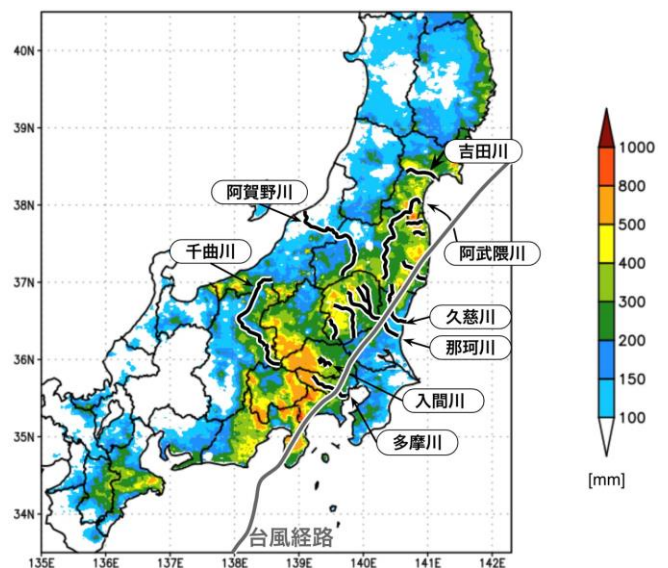 40N
39N
38N
37N
36N
35N
34N
135E
136E
137E
138E
139E
140E
141E
142E
吉田川
阿賀野川
千曲川
阿武隈川
久慈川
那珂川
入間川
多摩川
台風経路
1000
800
500
400
300
200
150
100
[mm]